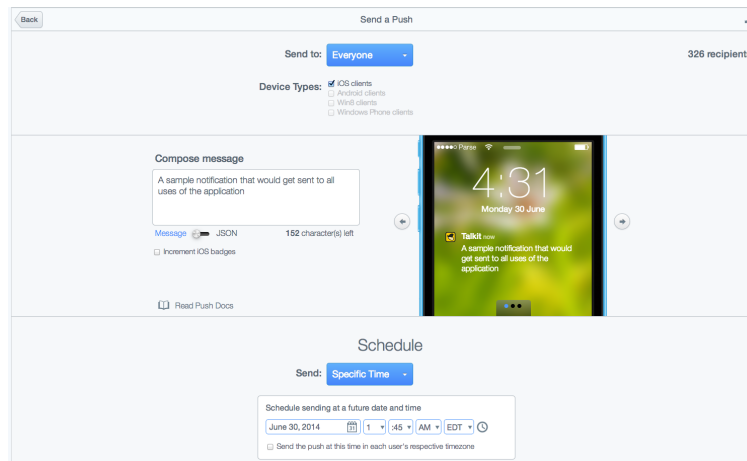 Back
Send a Push
Send to:
Everyone
326 recipients
Device Types:
iOS clients
Android clients
Win8 clients
Windows Phone clients
Compose message
A sample notification that would get sent to all
uses of the application
Message
JSON
152 character(s) left
Increment iOS badges
Read Push Docs
Parse
4:31
Monday 30 June
Talkit now
A sample notification that would
get sent to all uses of the
application
Schedule
Send:
Specific Time
Schedule sending at a future date and time
June 30, 2014
31
1
:45
AM
EDT
Send the push at this time in each user's respective timezone